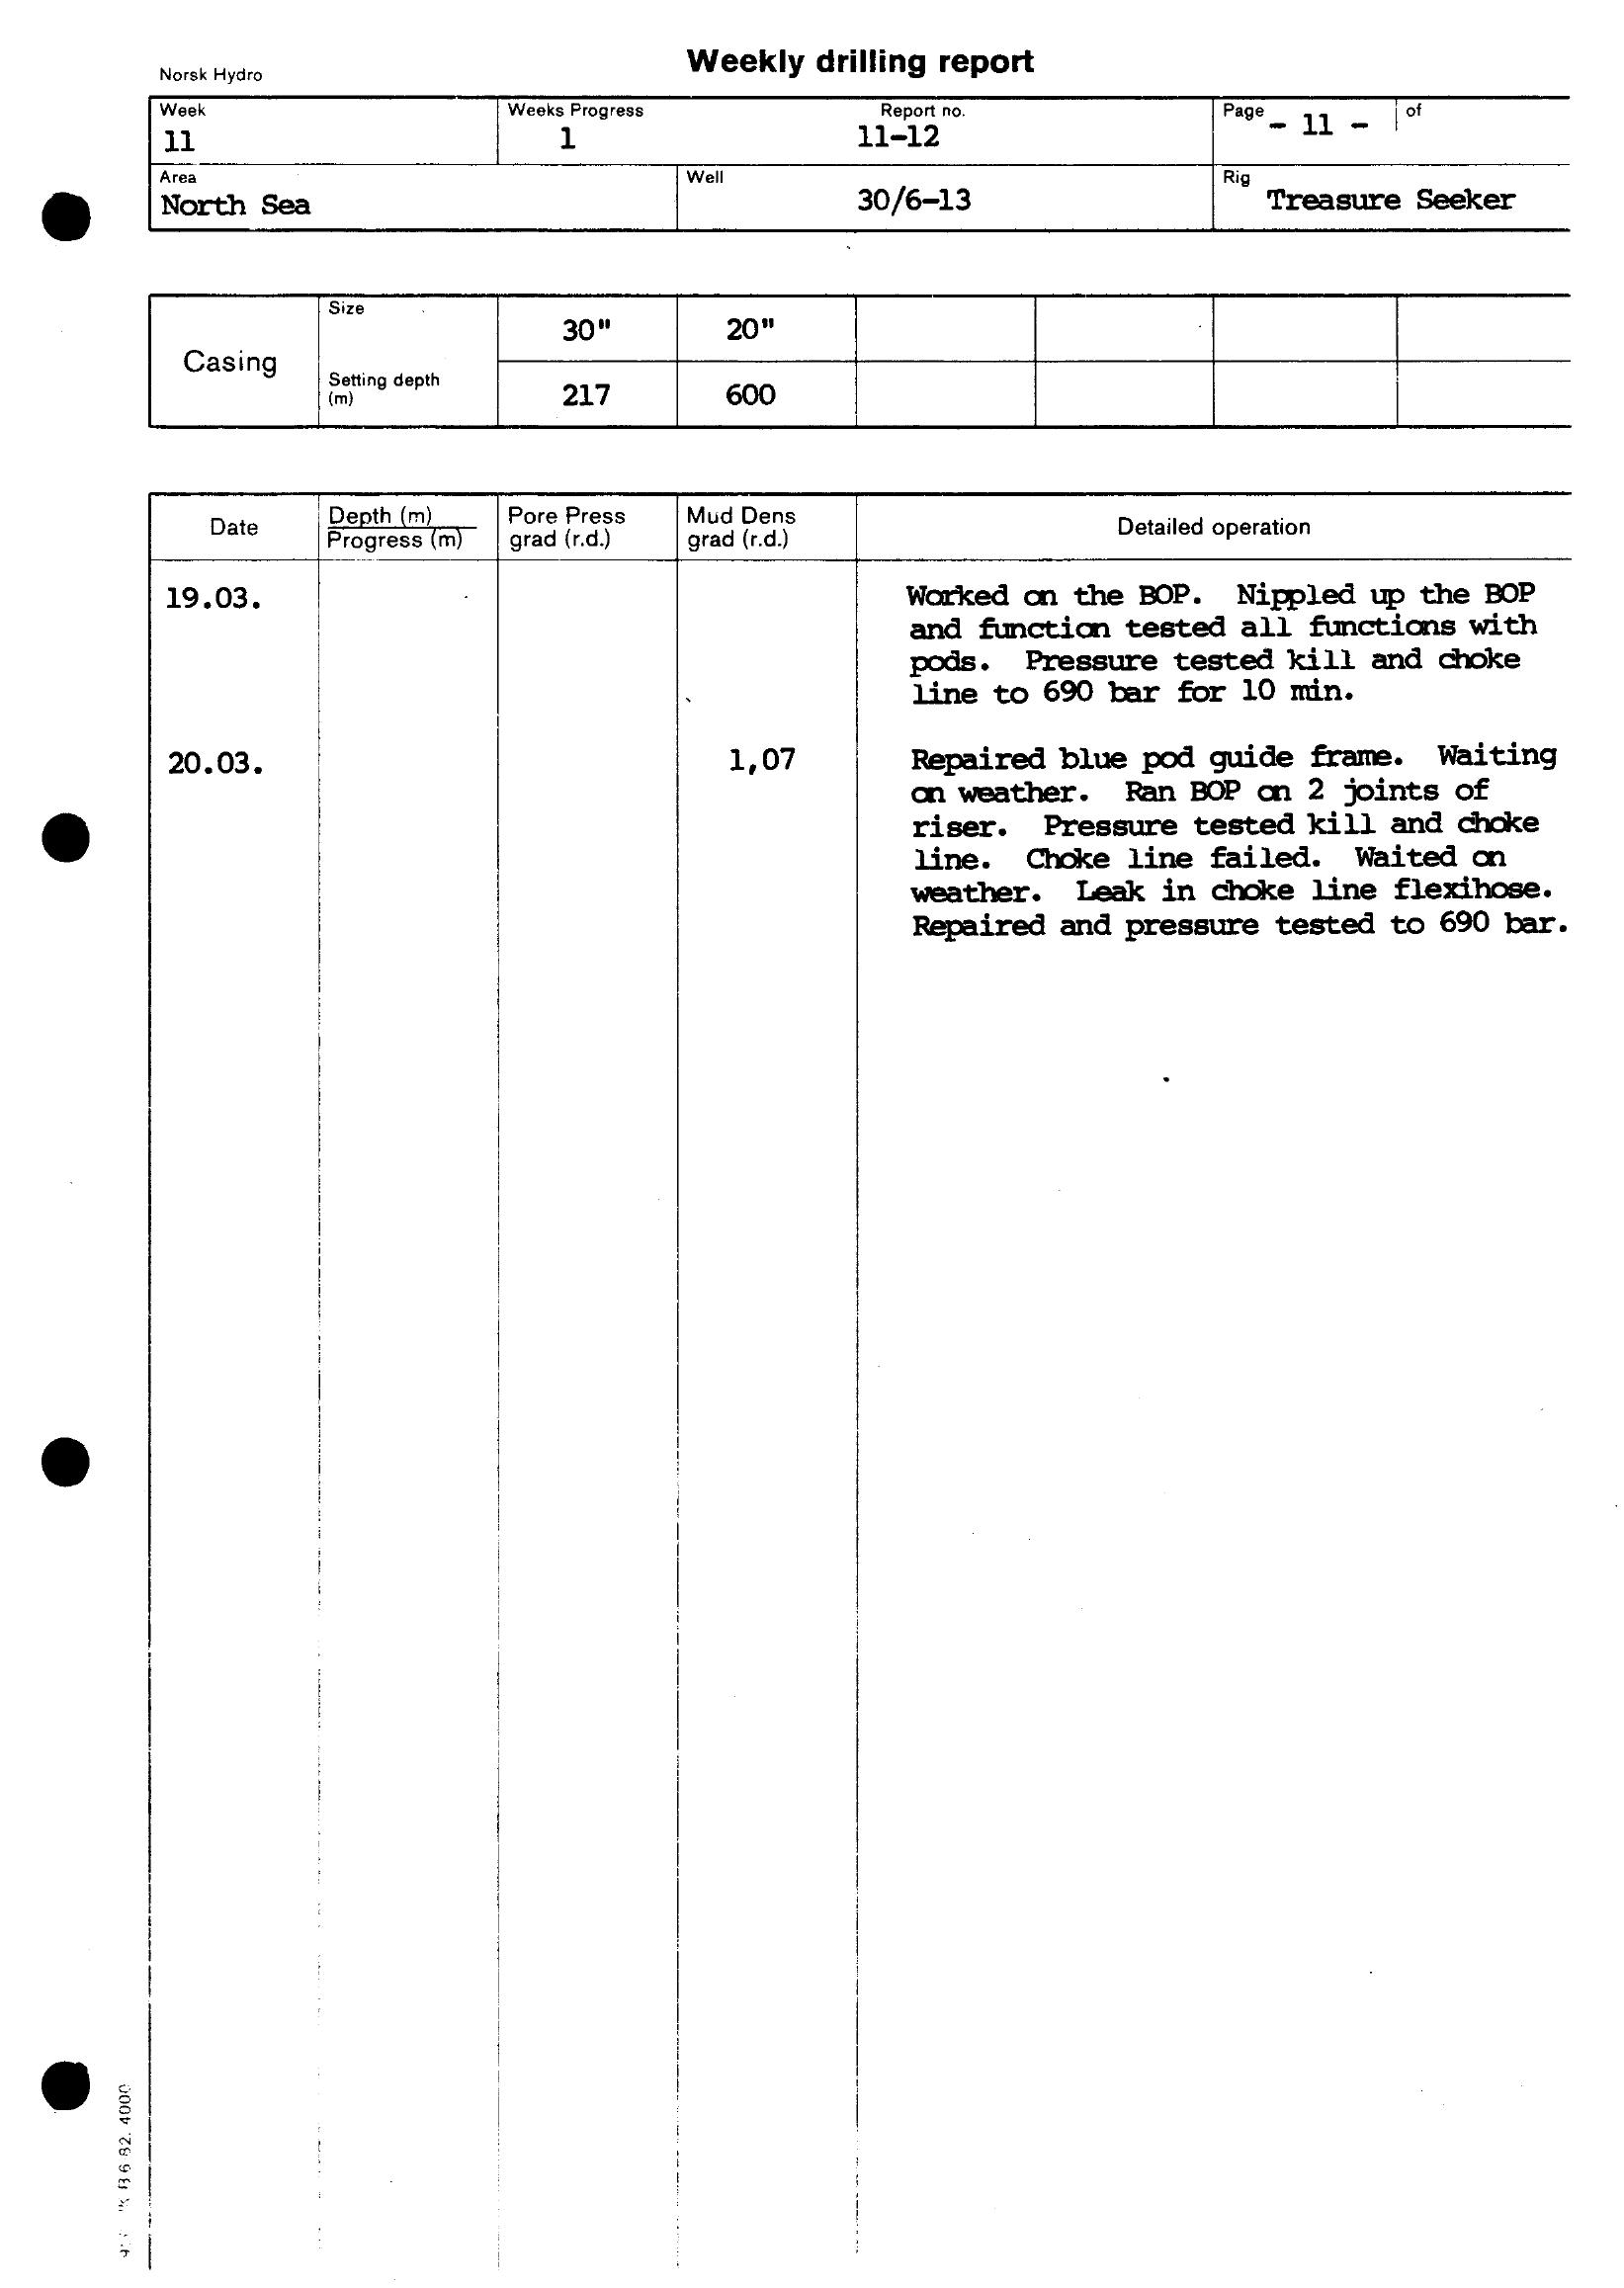 Norsk Hydro
Weekly drilling report
Week
Weeks Progress
Report no.
Page
of
11
1
11-12
- 11 -
Area
Well
Rig
North Sea
30/6-13
Treasure Seeker
Casing
Size
30"
20"
Setting depth
(m)
217
600
Date
Depth (m)
Progress (m)
Pore Press
grad (r.d.)
Mud Dens
grad (r.d.)
Detailed operation
19.03.
Worked on the BOP. Nippled up the BOP
and function tested all functions with
pods. Pressure tested kill and choke
line to 690 bar for 10 min.
20.03.
1,07
Repaired blue pod guide frame. Waiting
on weather. Ran BOP on 2 joints of
riser. Pressure tested kill and choke
line. Choke line failed. Waited on
weather. Leak in choke line flexihose.
Repaired and pressure tested to 690 bar.
82. 4000